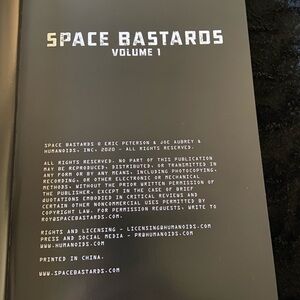 SPACE BASTARDS
VOLUME 1
SPACE BASTARDS © ERIC PETERSON & JOE AUBREY &
HUMANOIDS, INC. 2020 - ALL RIGHTS RESERVED.
ALL RIGHTS RESERVED. NO PART OF THIS PUBLICATION
MAY BE REPRODUCED, DISTRIBUTED, OR TRANSMITTED IN
ANY FORM OR BY ANY MEANS, INCLUDING PHOTOCOPYING,
RECORDING, OR OTHER ELECTRONIC OR MECHANICAL
METHODS, WITHOUT THE PRIOR WRITTEN PERMISSION OF
THE PUBLISHER, EXCEPT IN THE CASE OF BRIEF
QUOTATIONS EMBODIED IN CRITICAL REVIEWS AND
CERTAIN OTHER NONCOMMERCIAL USES PERMITTED BY
COPYRIGHT LAW. FOR PERMISSION REQUESTS, WRITE TO
ROY@SPACEBASTARDS.COM.
RIGHTS AND LICENSING - LICENSING@HUMANOIDS.COM
PRESS AND SOCIAL MEDIA - PR@HUMANOIDS.COM
WWW.HUMANOIDS.COM
PRINTED IN CHINA.
WWW.SPACEBASTARDS.COM